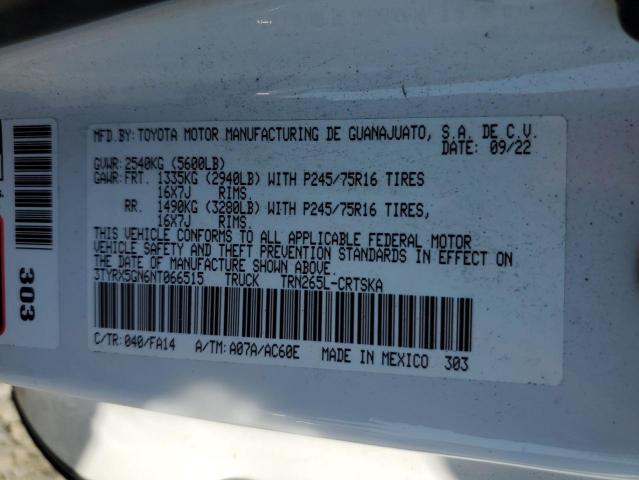 MFD.BY: TOYOTA MOTOR MANUFACTURING DE GUANAJUATO, S.A. DE C.V.
DATE: 09/22
GVWR: 2540KG (5600LB)
GAWR: FRT. 1335KG (2940LB) WITH P245/75R16 TIRES
16X7J RIMS.
RR. 1490KG (3280LB) WITH P245/75R16 TIRES,
16X7J RIMS.
THIS VEHICLE CONFORMS TO ALL APPLICABLE FEDERAL MOTOR
VEHICLE SAFETY AND THEFT PREVENTION STANDARDS IN EFFECT ON
THE DATE OF MANUFACTURE SHOWN ABOVE.
3TYRX5GN6NT066515 TRUCK TRN265L-CRTSKA
C/TR: 040/FA14 A/TM: A07A/AC60E MADE IN MEXICO 303
303